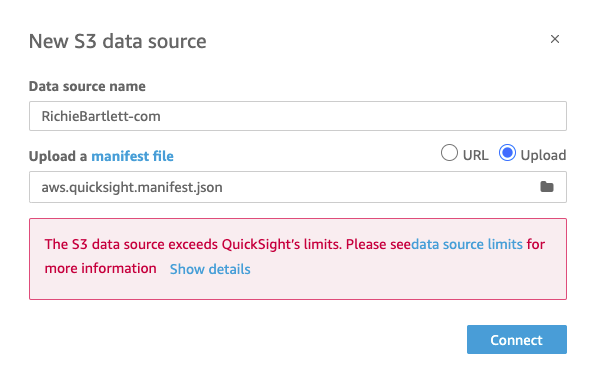 New S3 data source
×
Data source name
RichieBartlett-com
Upload a manifest file
URL Upload
aws.quicksight.manifest.json
The S3 data source exceeds QuickSight's limits. Please seedata source limits for
more information Show details
Connect